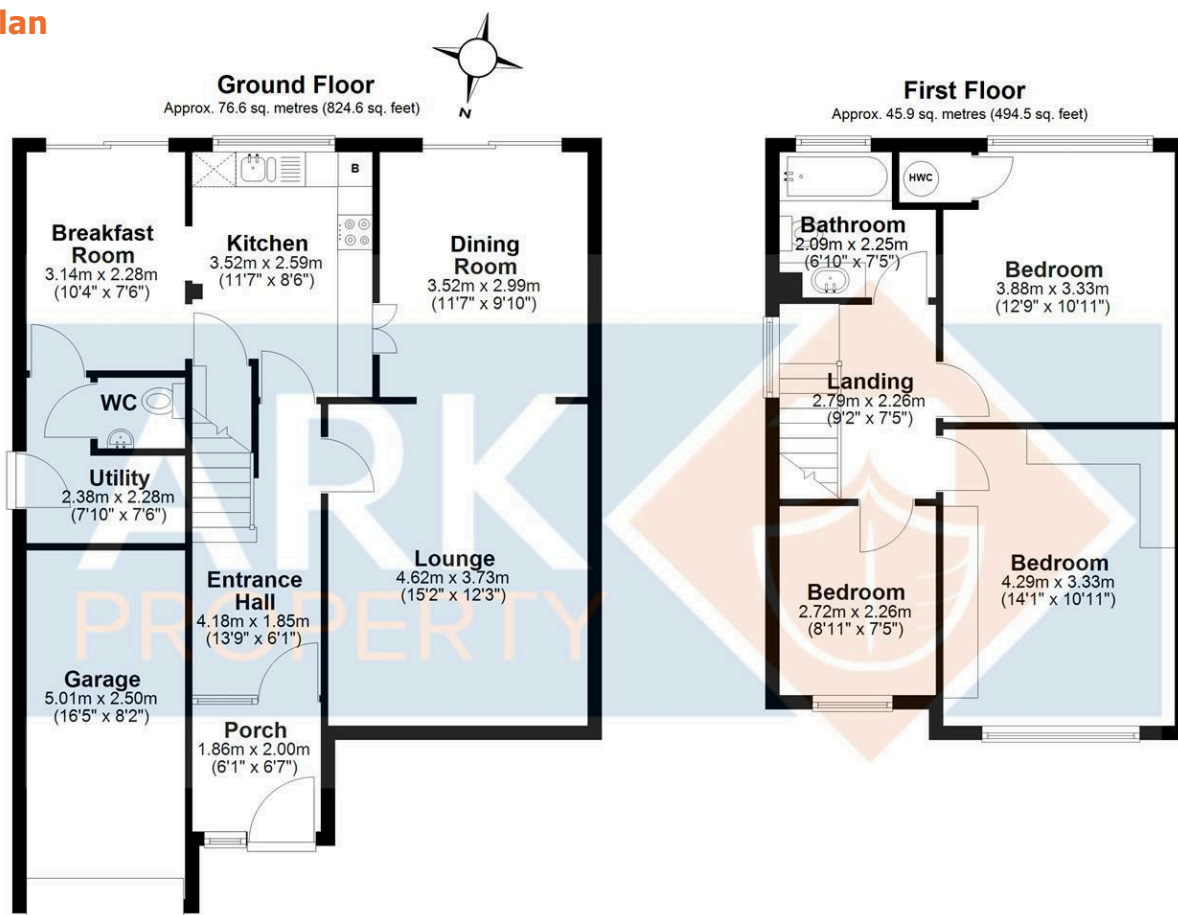 lan
N
Ground Floor
Approx. 76.6 sq. metres (824.6 sq. feet)
B
Breakfast
Room
3.14m x 2.28m
(10'4" x 7'6")
Kitchen
3.52m x 2.59m
(11'7" x 8'6")
Dining
Room
3.52m x 2.99m
(11'7" x 9'10")
WC
Utility
2.38m x 2.28m
(7'10" x 7'6")
Lounge
4.62m x 3.73m
(15'2" x 12'3")
Entrance
Hall
4.18m x 1.85m
(13'9" x 6'1")
Garage
5.01m x 2.50m
(16'5" x 8'2")
Porch
1.86m x 2.00m
(6'1" x 6'7")
First Floor
Approx. 45.9 sq. metres (494.5 sq. feet)
HWC
Bathroom
2.09m x 2.25m
(6'10" x 7'5")
Bedroom
3.88m x 3.33m
(12'9" x 10'11")
Landing
2.79m x 2.26m
(9'2" x 7'5")
Bedroom
2.72m x 2.26m
(8'11" x 7'5")
Bedroom
4.29m x 3.33m
(14'1" x 10'11")
ARK
PROPERTY